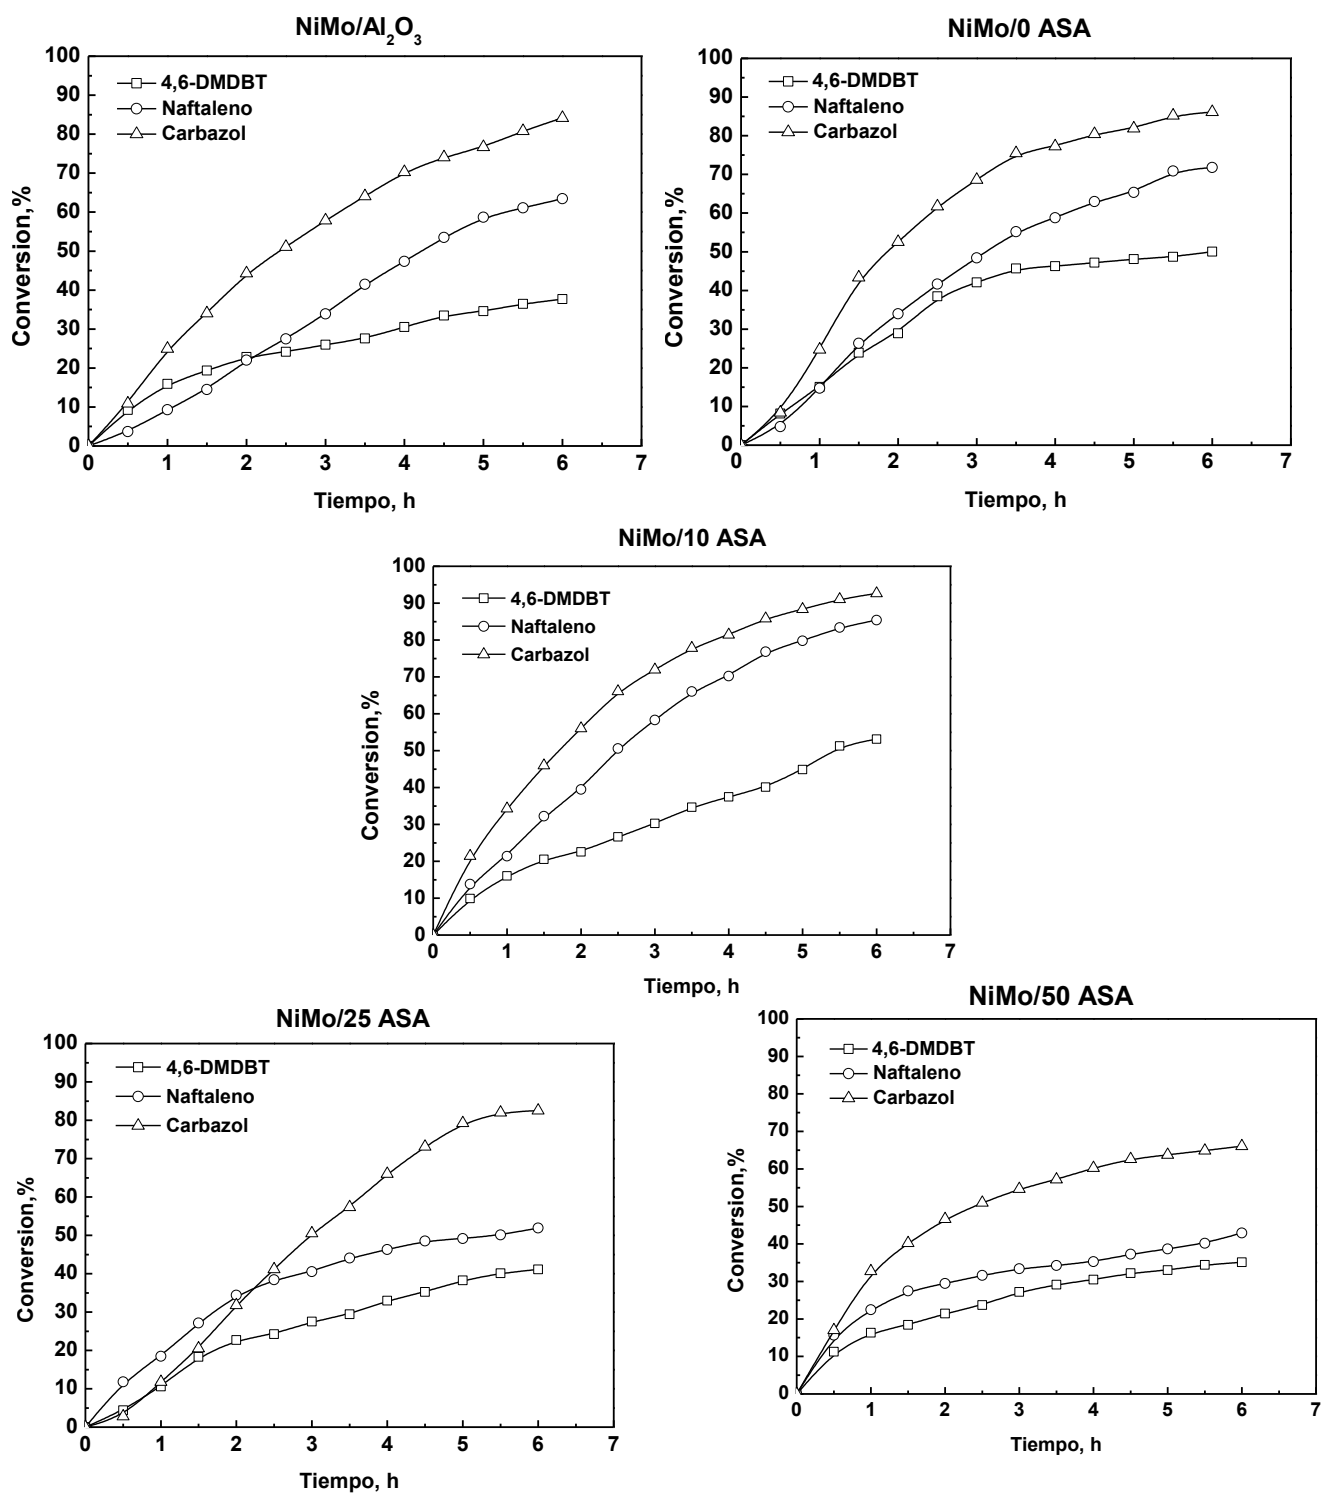 NiMo/Al2O3
100
90
80
70
60
50
40
30
20
10
0
Conversion,%
4,6-DMDBT
Naftaleno
Carbazol
0 1 2 3 4 5 6 7
Tiempo, h
NiMo/0 ASA
100
90
80
70
60
50
40
30
20
10
0
Conversion,%
4,6-DMDBT
Naftaleno
Carbazol
0 1 2 3 4 5 6 7
Tiempo, h
NiMo/10 ASA
100
90
80
70
60
50
40
30
20
10
0
Conversion,%
4,6-DMDBT
Naftaleno
Carbazol
0 1 2 3 4 5 6 7
Tiempo, h
NiMo/25 ASA
100
90
80
70
60
50
40
30
20
10
0
Conversion,%
4,6-DMDBT
Naftaleno
Carbazol
0 1 2 3 4 5 6 7
Tiempo, h
NiMo/50 ASA
100
90
80
70
60
50
40
30
20
10
0
Conversion,%
4,6-DMDBT
Naftaleno
Carbazol
0 1 2 3 4 5 6 7
Tiempo, h